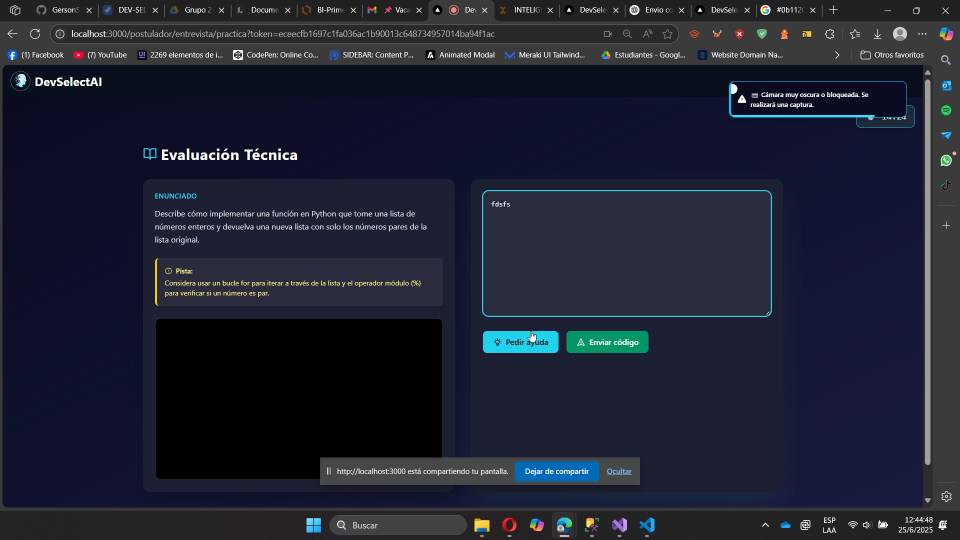 GersonS
DEV-SEL
Grupo 2
Docume
BI-Prime
Vaca
De
INTELIG
DevSele
Envio co
DevSele
#0b112
localhost:3000/postulador/entrevista/practica?token=eceecfb1697c1fa036ac1b90013c648734957014ba94f1ac
(1) Facebook
(7) YouTube
2269 elementos de i...
CodePen: Online Co...
SIDEBAR: Content P...
Animated Modal
Meraki UI Tailwind...
Estudiantes - Googl...
Website Domain Na...
Otros favoritos
DevSelectAI
Cámara muy oscura o bloqueada. Se
realizará una captura.
Evaluación Técnica
ENUNCIADO
Describe cómo implementar una función en Python que tome una lista de
números enteros y devuelva una nueva lista con solo los números pares de la
lista original.
Pista:
Considera usar un bucle for para iterar a través de la lista y el operador módulo (%)
para verificar si un número es par.
fdsfs
Pedir ayuda
Enviar código
http://localhost:3000 está compartiendo tu pantalla.
Dejar de compartir
Ocultar
Buscar
ESP
LAA
12:44:48
25/6/2025